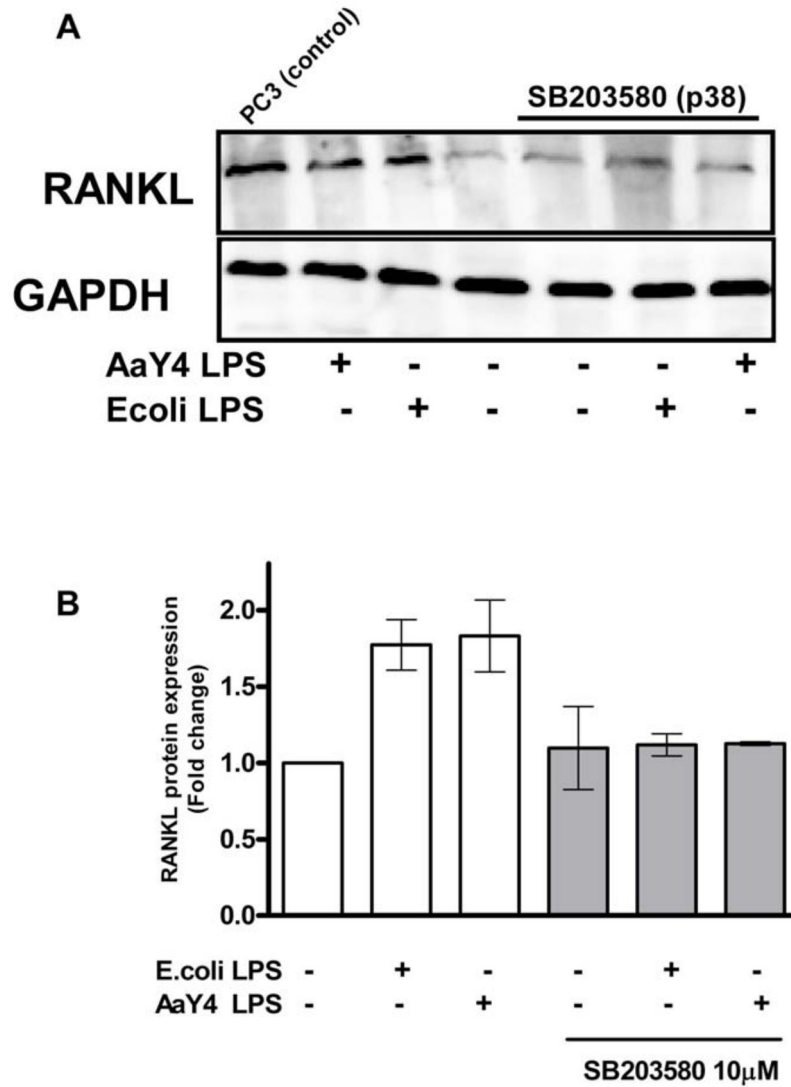 A
PC3 (control)
SB203580 (p38)
RANKL
GAPDH
AaY4 LPS + - - - - +
Ecoli LPS - + - - + -
B
RANKL protein expression
(Fold change)
2.0
1.5
1.0
0.5
0.0
E.coli LPS - + - - + -
AaY4 LPS - - + - - +
SB203580 10μM